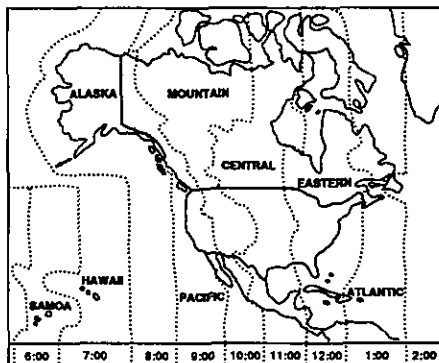 ALASKA
MOUNTAIN
CENTRAL
EASTERN
HAWAII
SAMOA
PACIFIC
ATLANTIC
6:00 7:00 8:00 9:00 10:00 11:00 12:00 1:00 2:00